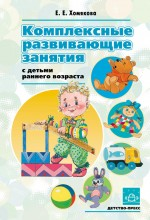 Е. Е. Хомякова
Комплексные
развивающие
занятия
с детьми
раннего возраста
ДЕТСТВО-ПРЕСС